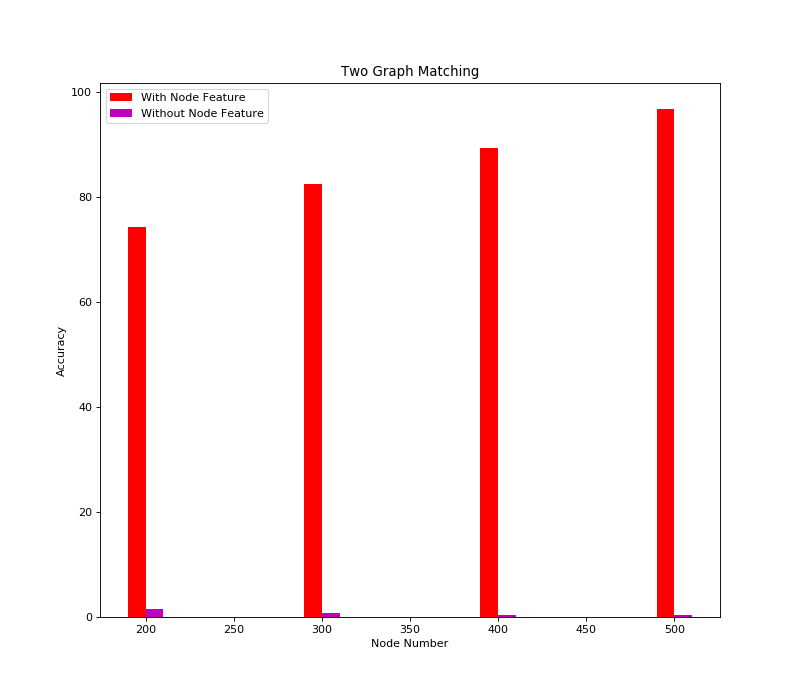 Two Graph Matching
With Node Feature
Without Node Feature
100
80
60
40
20
0
Accuracy
200 250 300 350 400 450 500
Node Number